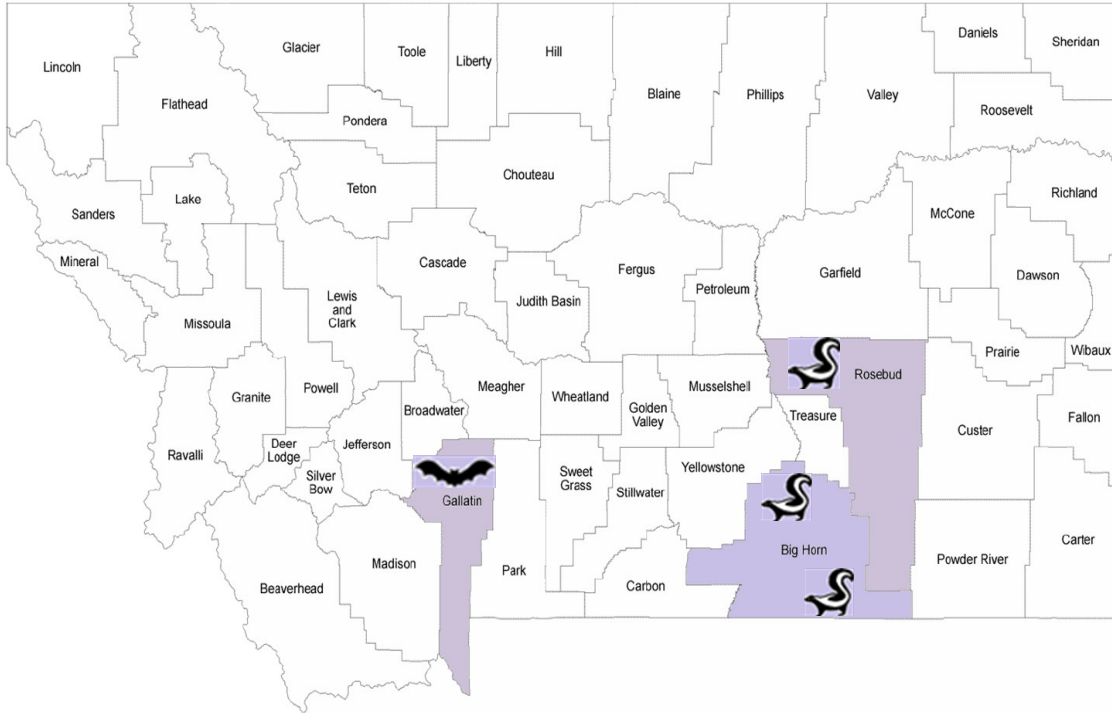 Lincoln
Flathead
Glacier
Toole
Liberty
Hill
Blaine
Phillips
Valley
Daniels
Sheridan
Roosevelt
Pondera
Teton
Chouteau
Sanders
Lake
Richland
McCone
Mineral
Missoula
Lewis
and
Clark
Cascade
Judith Basin
Fergus
Petroleum
Garfield
Dawson
Prairie
Wibaux
Rosebud
Powell
Granite
Meagher
Wheatland
Musselshell
Golden
Valley
Broadwater
Treasure
Custer
Fallon
Ravalli
Deer
Lodge
Jefferson
Silver
Bow
Gallatin
Sweet
Grass
Stillwater
Yellowstone
Big Horn
Powder River
Carter
Beaverhead
Madison
Park
Carbon